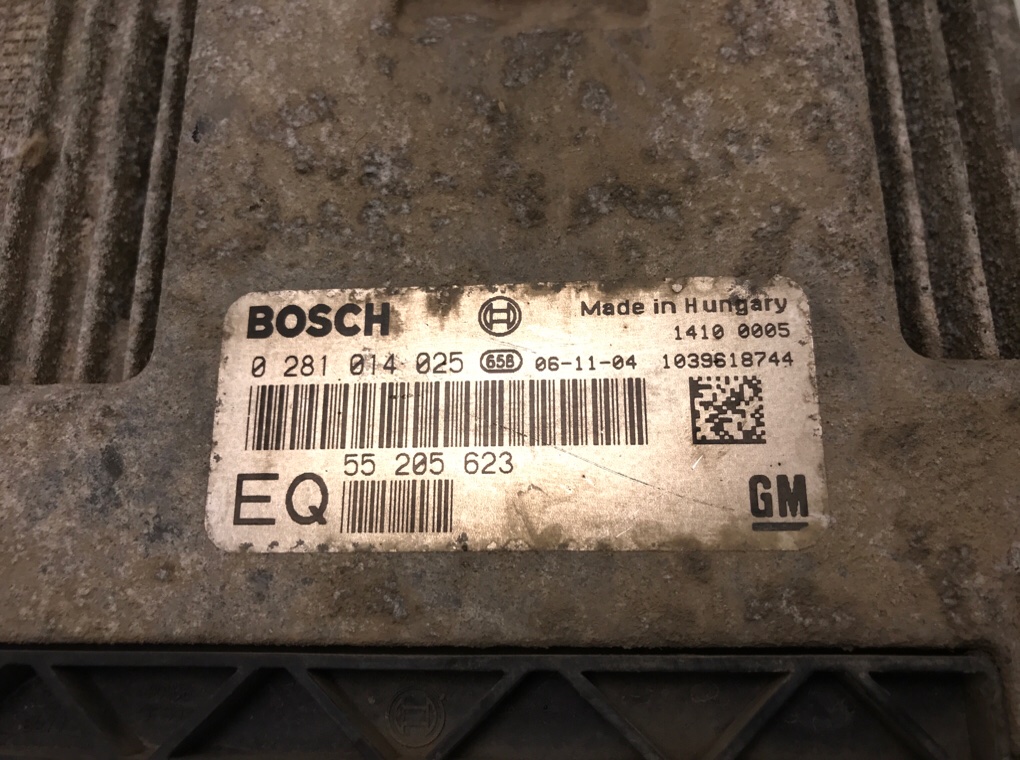 BOSCH Made in Hungary
1410 0005
0 281 014 025 65B 06-11-04 1039618744
55 205 623
EQ GM